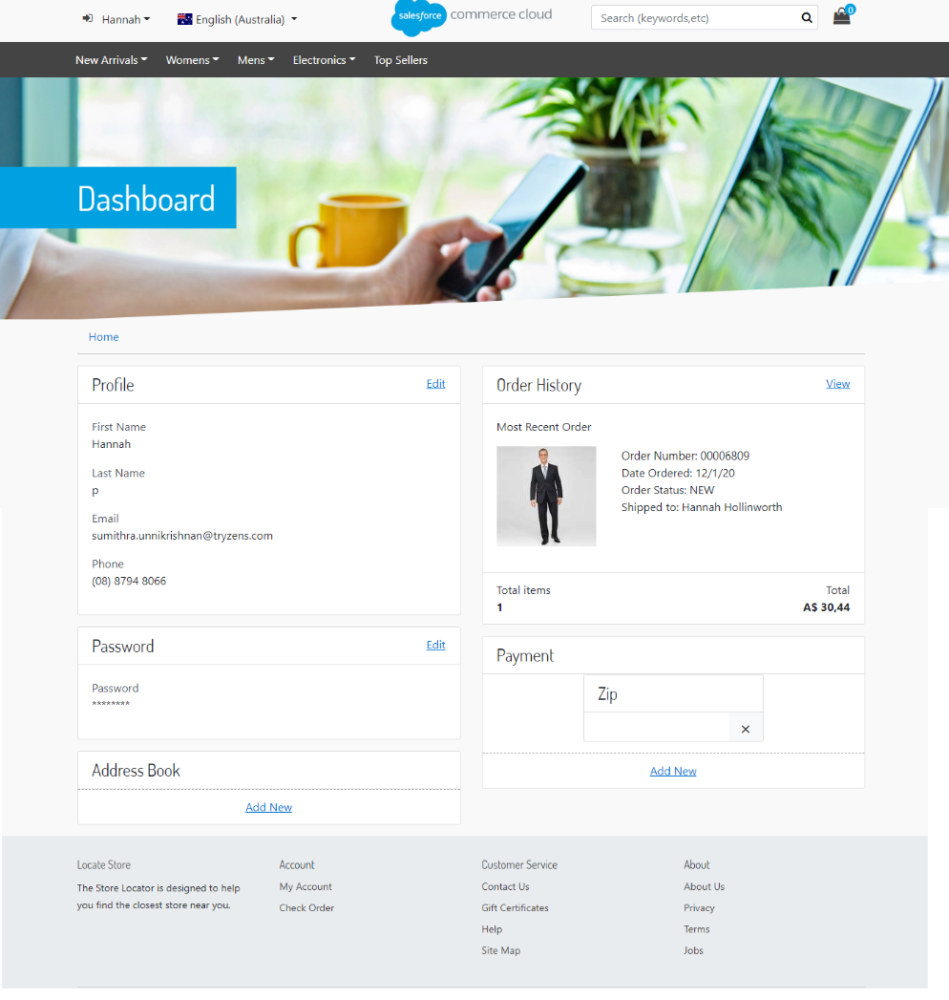 Hannah
English (Australia)
salesforce commerce cloud
Search (keywords,etc)
0
New Arrivals
Womens
Mens
Electronics
Top Sellers
Dashboard
Home
Profile
Edit
First Name
Hannah
Last Name
p
Email
sumithra.unnikrishnan@tryzens.com
Phone
(08) 8794 8066
Password
Edit
Password
********
Address Book
Add New
Order History
View
Most Recent Order
Order Number: 00006809
Date Ordered: 12/1/20
Order Status: NEW
Shipped to: Hannah Hollinworth
Total items
1
Total
A$ 30,44
Payment
Zip
×
Add New
Locate Store
The Store Locator is designed to help
you find the closest store near you.
Account
My Account
Check Order
Customer Service
Contact Us
Gift Certificates
Help
Site Map
About
About Us
Privacy
Terms
Jobs